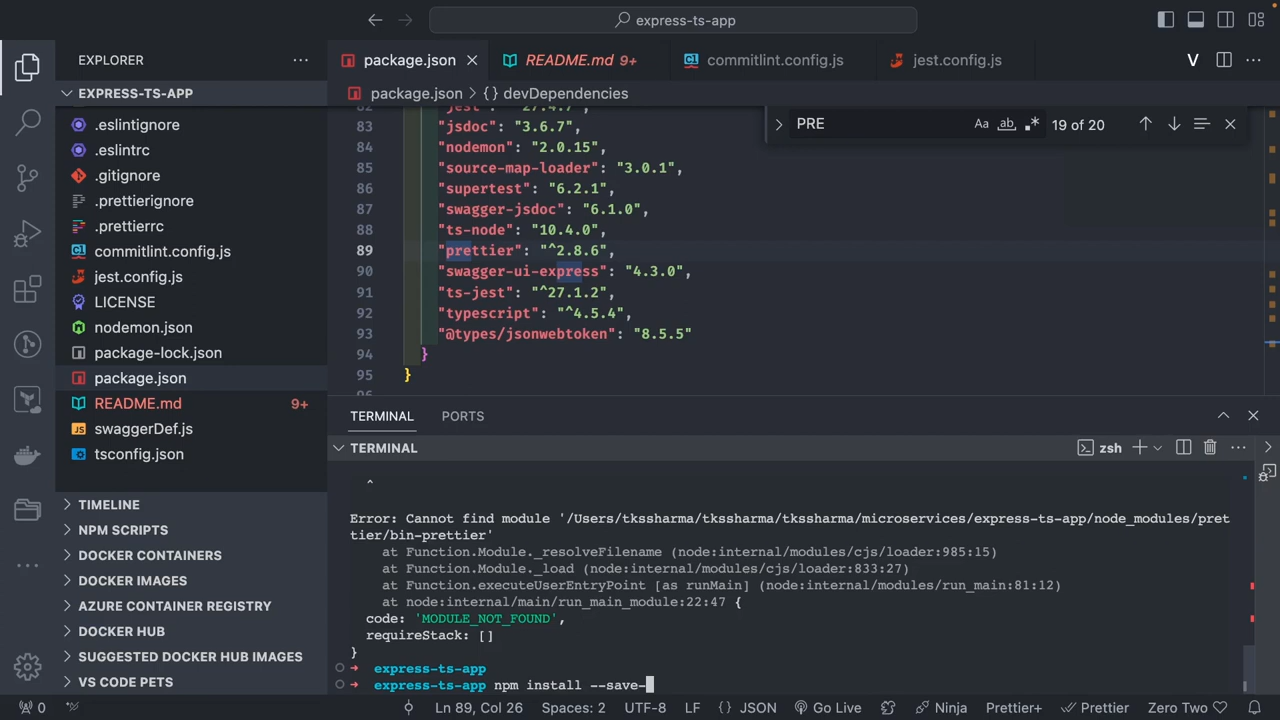 express-ts-app
EXPLORER
package.json
README.md 9+
commitlint.config.js
jest.config.js
EXPRESS-TS-APP
package.json > {} devDependencies
PRE
Aa ab 19 of 20
.eslintignore
.eslintrc
.gitignore
.prettierignore
.prettierrc
commitlint.config.js
jest.config.js
LICENSE
nodemon.json
package-lock.json
package.json
README.md 9+
swaggerDef.js
tsconfig.json
TIMELINE
NPM SCRIPTS
DOCKER CONTAINERS
DOCKER IMAGES
AZURE CONTAINER REGISTRY
DOCKER HUB
SUGGESTED DOCKER HUB IMAGES
VS CODE PETS
82 "jest": "27.4.7",
83 "jsdoc": "3.6.7",
84 "nodemon": "2.0.15",
85 "source-map-loader": "3.0.1",
86 "supertest": "6.2.1",
87 "swagger-jsdoc": "6.1.0",
88 "ts-node": "10.4.0",
89 "prettier": "^2.8.6",
90 "swagger-ui-express": "4.3.0",
91 "ts-jest": "^27.1.2",
92 "typescript": "^4.5.4",
93 "@types/jsonwebtoken": "8.5.5"
94 }
95 }
96
TERMINAL PORTS
TERMINAL
zsh
^
Error: Cannot find module '/Users/tkssharma/tkssharma/tkssharma/microservices/express-ts-app/node_modules/pret
tier/bin-prettier'
at Function.Module._resolveFilename (node:internal/modules/cjs/loader:985:15)
at Function.Module._load (node:internal/modules/cjs/loader:833:27)
at Function.executeUserEntryPoint [as runMain] (node:internal/modules/run_main:81:12)
at node:internal/main/run_main_module:22:47 {
code: 'MODULE_NOT_FOUND',
requireStack: []
}
➜ express-ts-app
➜ express-ts-app npm install --save-
0 Ln 89, Col 26 Spaces: 2 UTF-8 LF {} JSON Go Live Ninja Prettier+ Prettier Zero Two